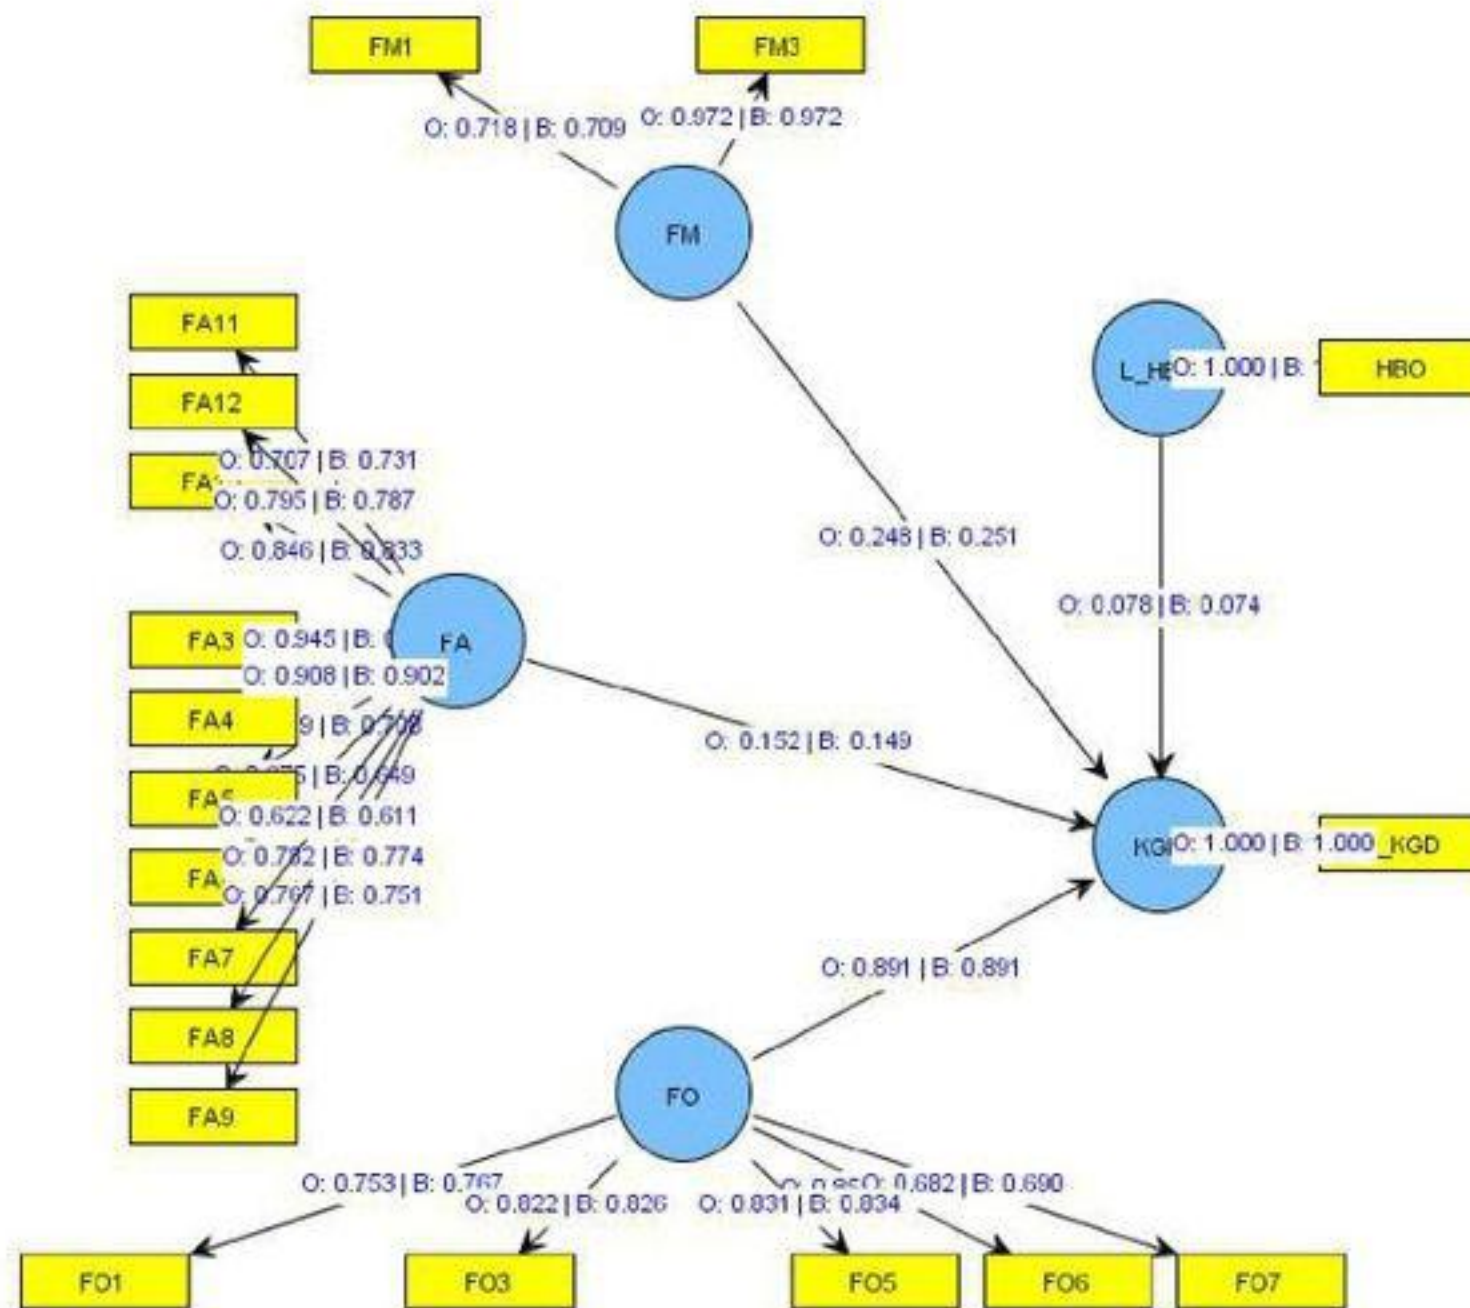 FM1
FM3
O: 0.718 | B: 0.709
O: 0.972 | B: 0.972
FM
FA11
HBO
O: 1.000 | B:
FA12
O: 0.707 | B: 0.731
O: 0.795 | B: 0.787
O: 0.248 | B: 0.251
O: 0.846 | B: 0.833
O: 0.078 | B: 0.074
FA3
O: 0.945 | B:
FA
O: 0.908 | B: 0.902
FA4
O: 0.152 | B: 0.149
O: 0.622 | B: 0.611
O: 1.000 | B: 1.000
_KGD
O: 0.782 | B: 0.774
O: 0.767 | B: 0.751
FA7
O: 0.891 | B: 0.891
FA8
FO
FA9
O: 0.753 | B: 0.767
O: 0.682 | B: 0.690
O: 0.822 | B: 0.826
O: 0.831 | B: 0.834
FO1
FO3
FO5
FO6
FO7